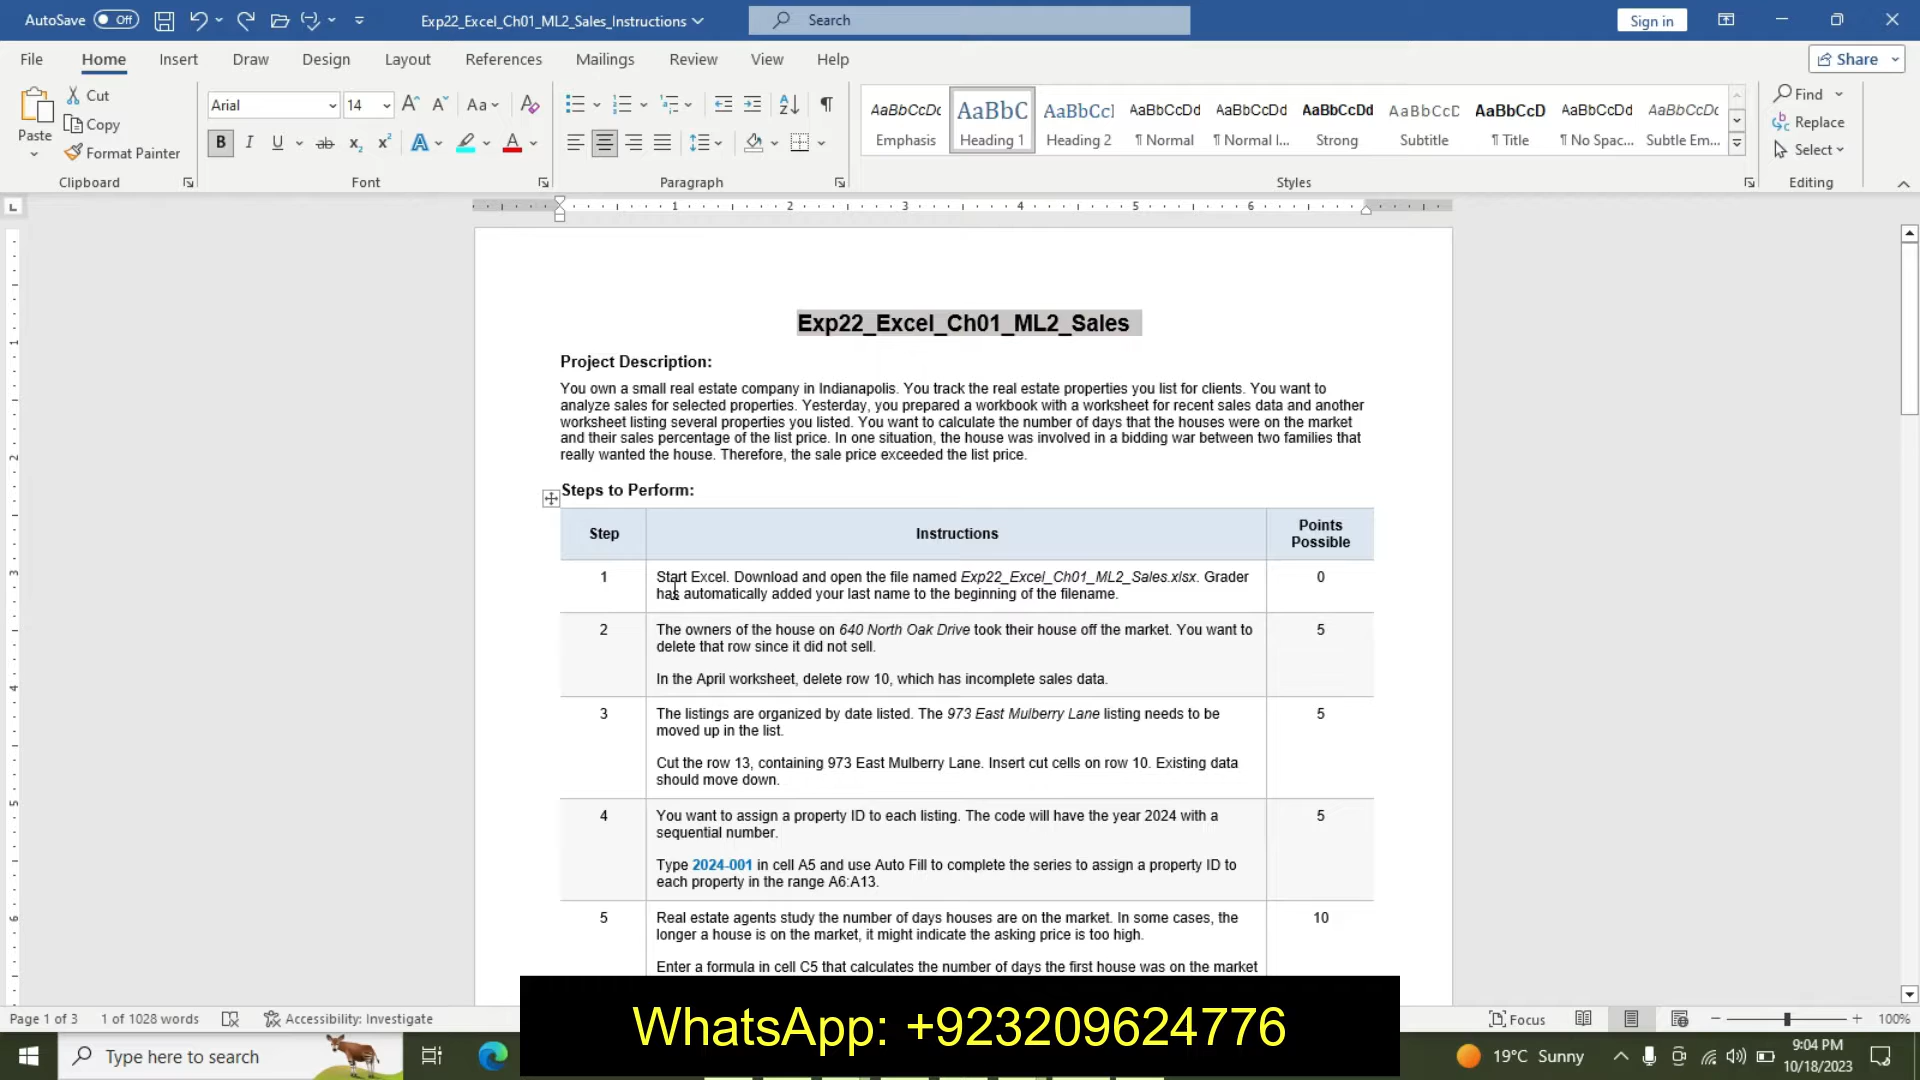 AutoSave Off
Exp22_Excel_Ch01_ML2_Sales_Instructions
Search
Sign in
File Home Insert Draw Design Layout References Mailings Review View Help
Share
Paste
Cut
Copy
Format Painter
Clipboard
Arial 14
Aa
B I U ab x₂ x²
Font
Paragraph
AaBbCcDc AaBbC AaBbCcI AaBbCcDd AaBbCcDd AaBbCcDd AaBbCcC AaBbCcD AaBbCcDd AaBbCcDc
Emphasis Heading 1 Heading 2 ¶ Normal ¶ Normal I... Strong Subtitle ¶ Title ¶ No Spac... Subtle Em...
Styles
Find
Replace
Select
Editing
1 2 3 4 5 6
Exp22_Excel_Ch01_ML2_Sales
Project Description:
You own a small real estate company in Indianapolis. You track the real estate properties you list for clients. You want to
analyze sales for selected properties. Yesterday, you prepared a workbook with a worksheet for recent sales data and another
worksheet listing several properties you listed. You want to calculate the number of days that the houses were on the market
and their sales percentage of the list price. In one situation, the house was involved in a bidding war between two families that
really wanted the house. Therefore, the sale price exceeded the list price.
Steps to Perform:
Step Instructions Points Possible
1 Start Excel. Download and open the file named Exp22_Excel_Ch01_ML2_Sales.xlsx. Grader 0
has automatically added your last name to the beginning of the filename.
2 The owners of the house on 640 North Oak Drive took their house off the market. You want to 5
delete that row since it did not sell.
In the April worksheet, delete row 10, which has incomplete sales data.
3 The listings are organized by date listed. The 973 East Mulberry Lane listing needs to be 5
moved up in the list.
Cut the row 13, containing 973 East Mulberry Lane. Insert cut cells on row 10. Existing data
should move down.
4 You want to assign a property ID to each listing. The code will have the year 2024 with a 5
sequential number.
Type 2024-001 in cell A5 and use Auto Fill to complete the series to assign a property ID to
each property in the range A6:A13.
5 Real estate agents study the number of days houses are on the market. In some cases, the 10
longer a house is on the market, it might indicate the asking price is too high.
Enter a formula in cell C5 that calculates the number of days the first house was on the market
WhatsApp: +923209624776
Page 1 of 3 1 of 1028 words Accessibility: Investigate
Focus 100%
Type here to search
19°C Sunny
9:04 PM
10/18/2023